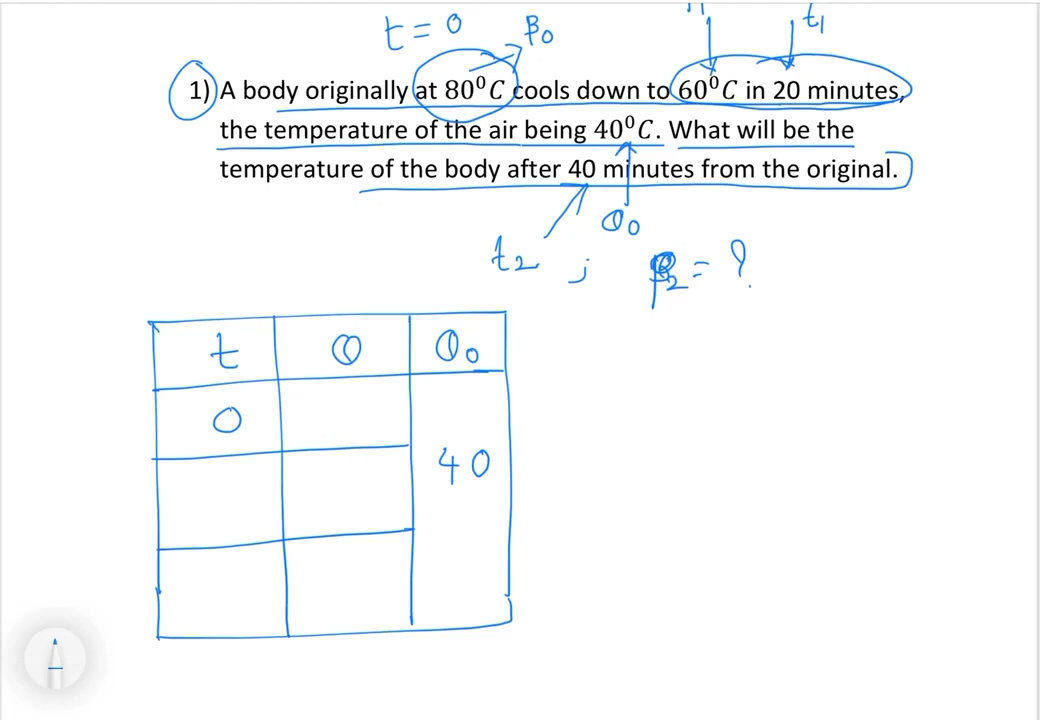 t = 0 β0 t1
1) A body originally at 80⁰C cools down to 60⁰C in 20 minutes,
the temperature of the air being 40⁰C. What will be the
temperature of the body after 40 minutes from the original.
θ0
t2 ; = ?
t θ θ0
0
40